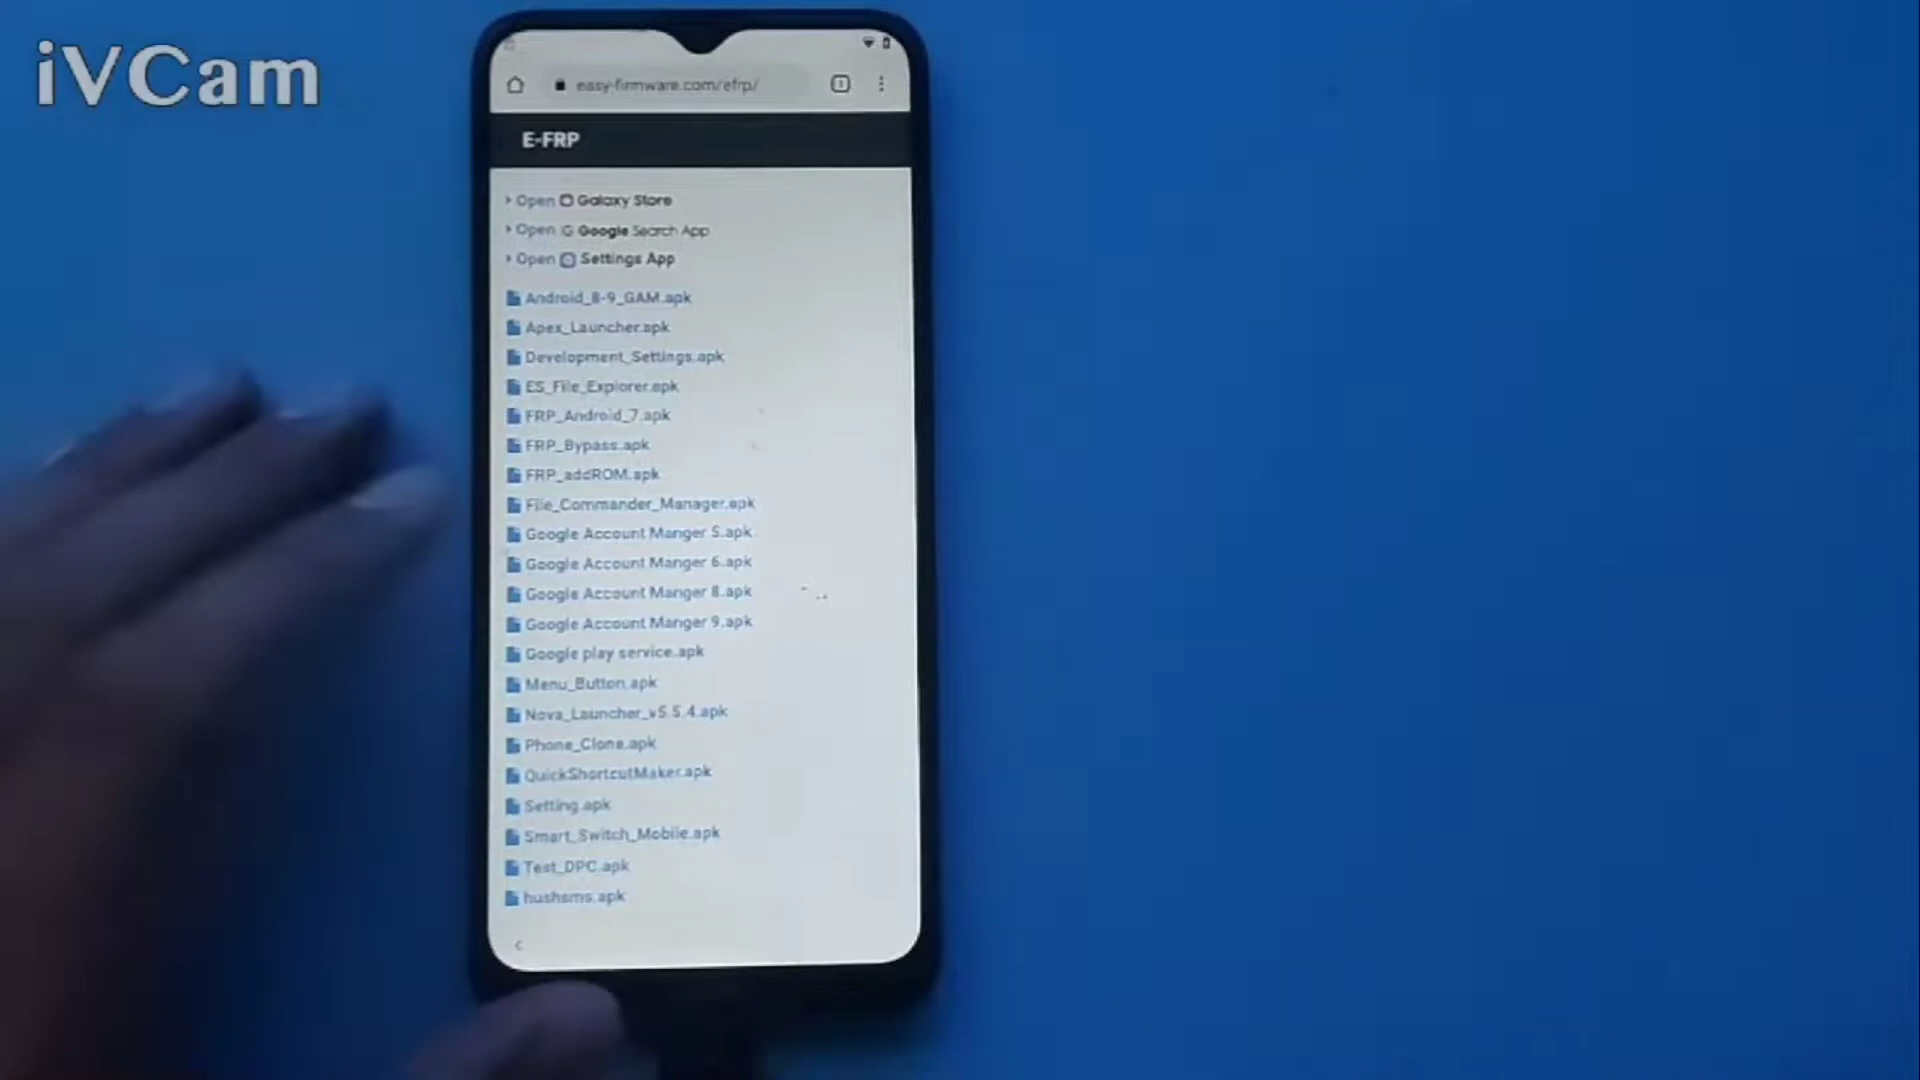 iVCam
easy-firmware.com/efrp/
E-FRP
Open Galaxy Store
Open G Google Search App
Open Settings App
Android_8-9_GAM.apk
Apex_Launcher.apk
Development_Settings.apk
ES_File_Explorer.apk
FRP_Android_7.apk
FRP_Bypass.apk
FRP_addROM.apk
File_Commander_Manager.apk
Google Account Manger 5.apk
Google Account Manger 6.apk
Google Account Manger 8.apk
Google Account Manger 9.apk
Google play service.apk
Menu_Button.apk
Nova_Launcher_v5.5.4.apk
Phone_Clone.apk
QuickShortcutMaker.apk
Setting.apk
Smart_Switch_Mobile.apk
Test_DPC.apk
hushsms.apk